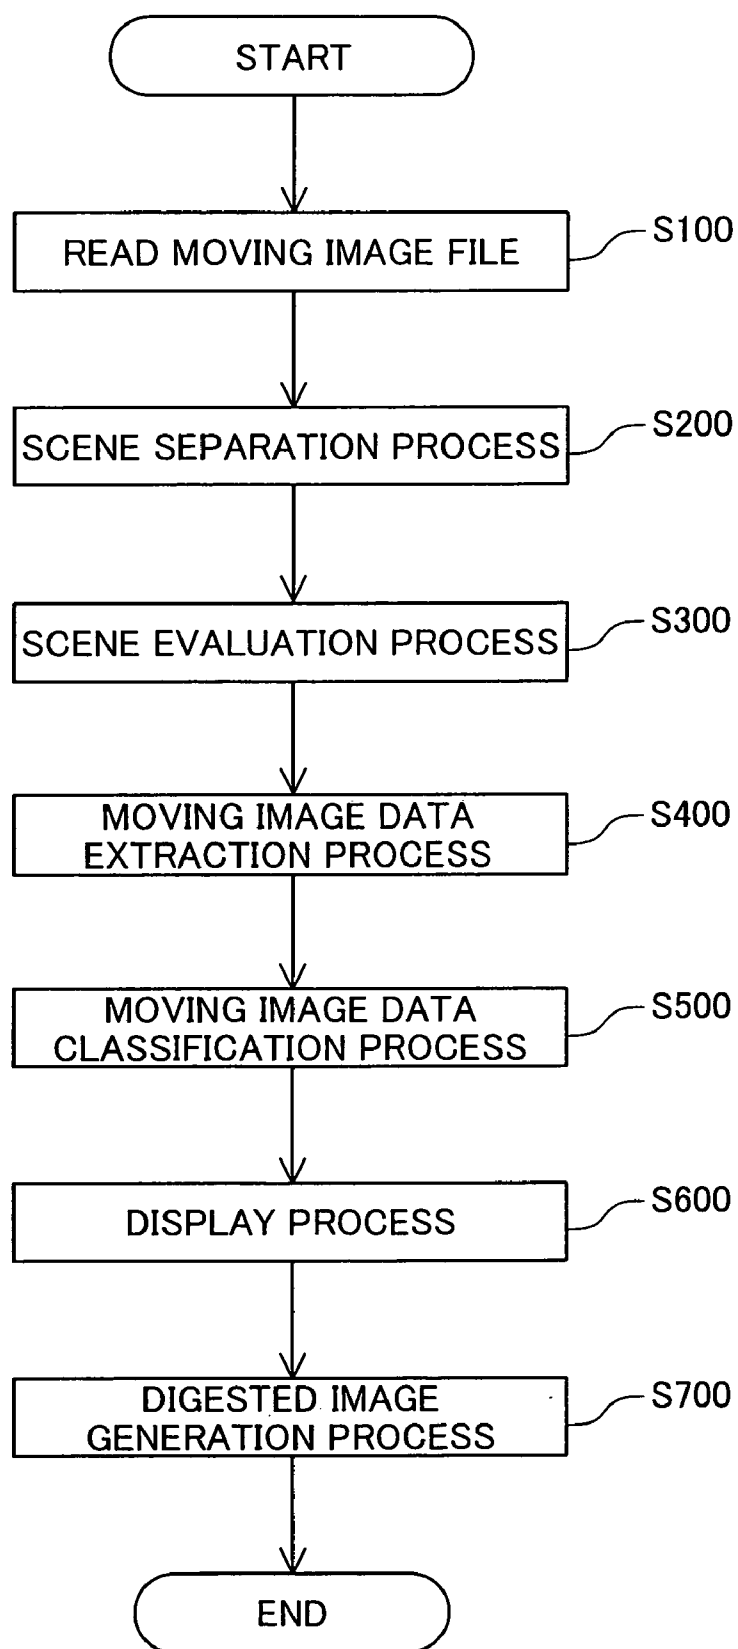 START
READ MOVING IMAGE FILE
S100
SCENE SEPARATION PROCESS
S200
SCENE EVALUATION PROCESS
S300
MOVING IMAGE DATA
EXTRACTION PROCESS
S400
MOVING IMAGE DATA
CLASSIFICATION PROCESS
S500
DISPLAY PROCESS
S600
DIGESTED IMAGE
GENERATION PROCESS
S700
END